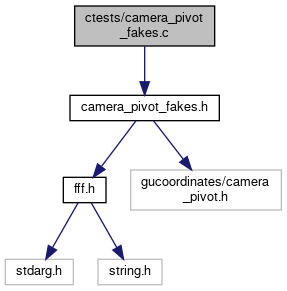 ctests/camera_pivot
_fakes.c
camera_pivot_fakes.h
fff.h
gucoordinates/camera
_pivot.h
stdarg.h
string.h